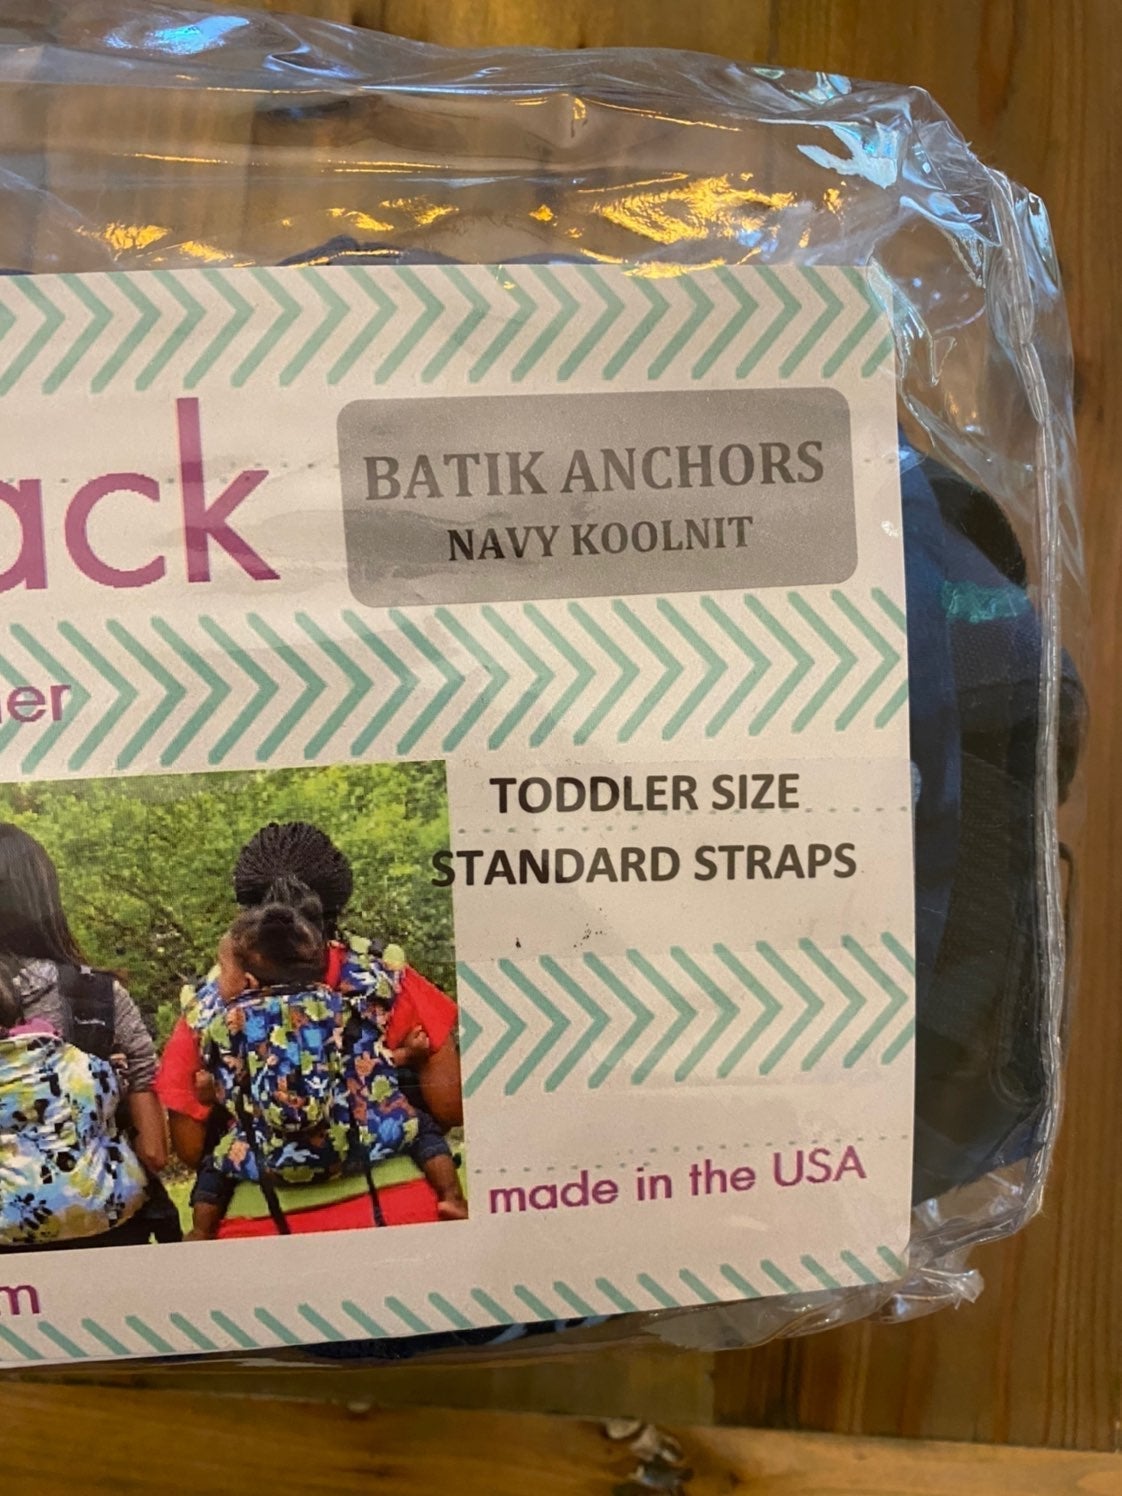 ack
BATIK ANCHORS
NAVY KOOLNIT
er
TODDLER SIZE
STANDARD STRAPS
made in the USA
m